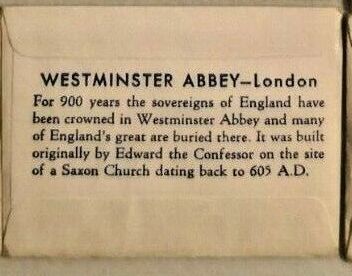 WESTMINSTER ABBEY—London
For 900 years the sovereigns of England have
been crowned in Westminster Abbey and many
of England's great are buried there. It was built
originally by Edward the Confessor on the site
of a Saxon Church dating back to 605 A.D.